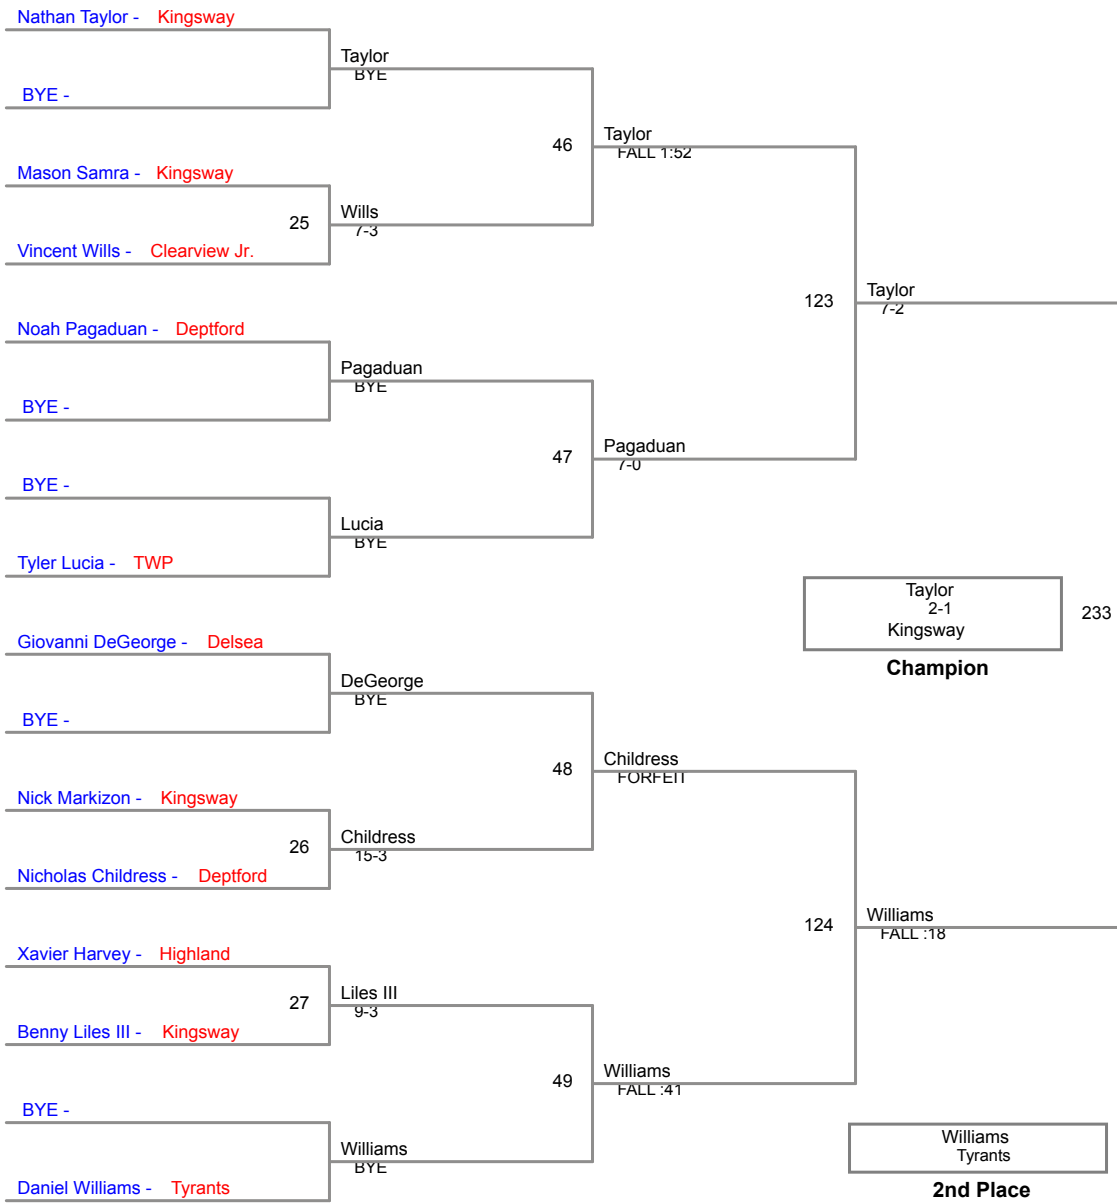 Nathan Taylor - Kingsway
Taylor
BYE
BYE -
46
Taylor
FALL 1:52
Mason Samra - Kingsway
25
Wills
7-3
Vincent Wills - Clearview Jr.
123
Taylor
7-2
Noah Pagaduan - Deptford
Pagaduan
BYE
BYE -
47
Pagaduan
7-0
BYE -
Lucia
BYE
Tyler Lucia - TWP
Taylor
2-1
Kingsway
233
Champion
Giovanni DeGeorge - Delsea
DeGeorge
BYE
BYE -
48
Childress
FORFEIT
Nick Markizon - Kingsway
26
Childress
15-3
Nicholas Childress - Deptford
124
Williams
FALL :18
Xavier Harvey - Highland
27
Liles III
9-3
Benny Liles III - Kingsway
49
Williams
FALL :41
BYE -
Williams
BYE
Daniel Williams - Tyrants
Williams
Tyrants
2nd Place